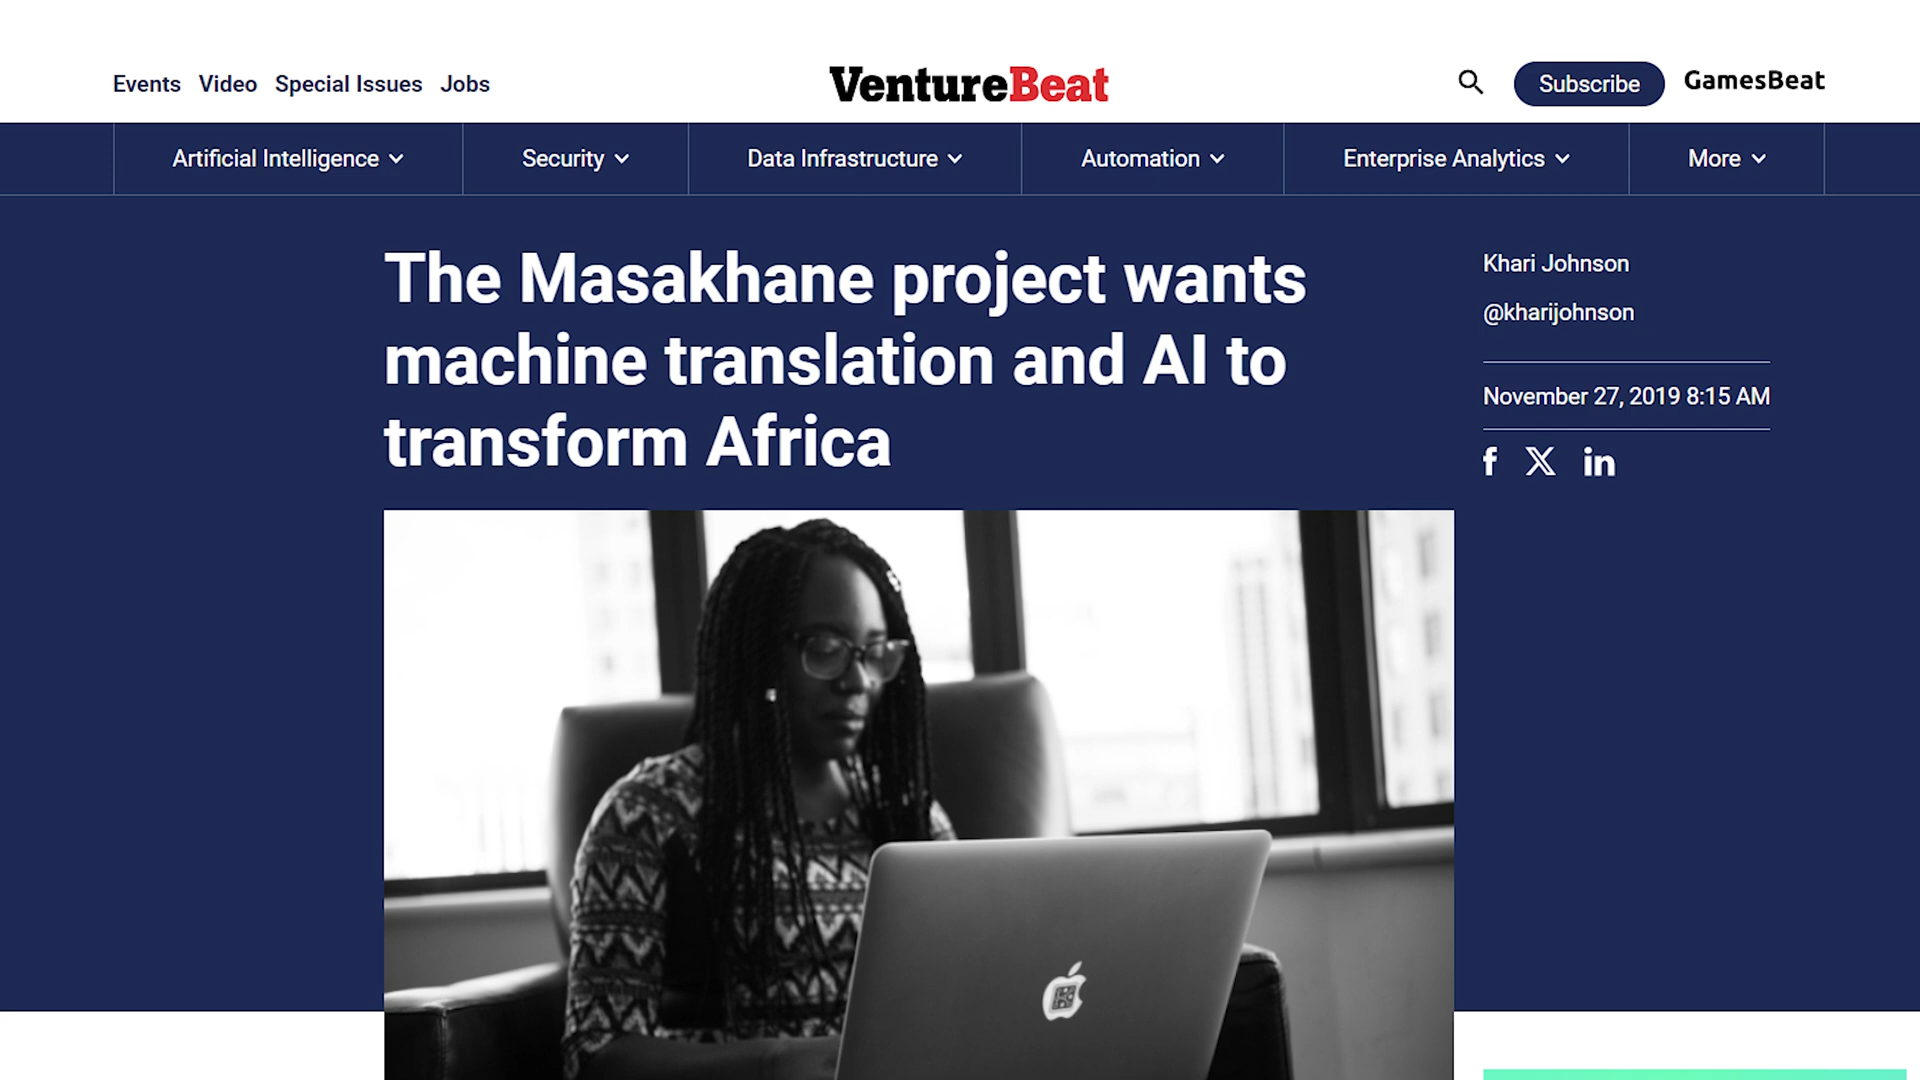 Events Video Special Issues Jobs
VentureBeat
Subscribe
GamesBeat
Artificial Intelligence
Security
Data Infrastructure
Automation
Enterprise Analytics
More
The Masakhane project wants
machine translation and AI to
transform Africa
Khari Johnson
@kharijohnson
November 27, 2019 8:15 AM